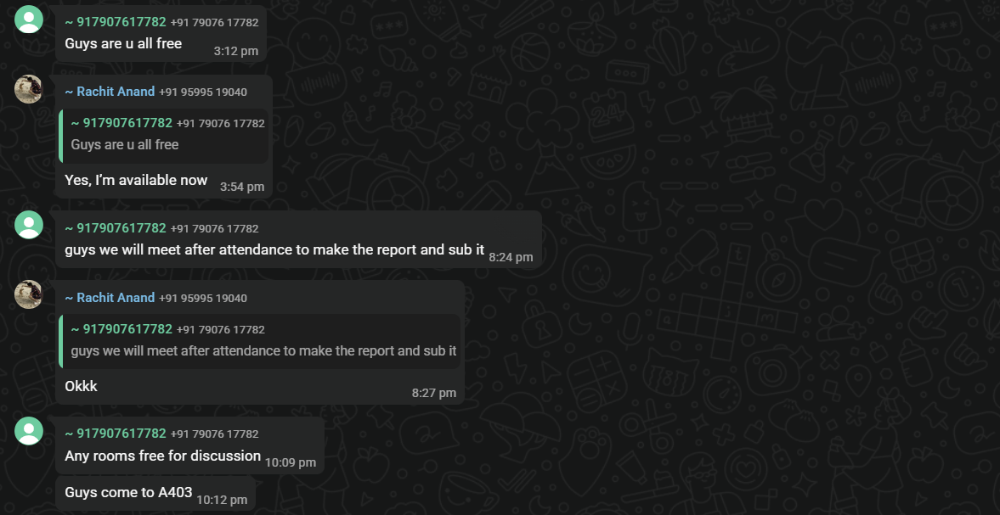 ~ 917907617782 +91 79076 17782
Guys are u all free
3:12 pm
~ Rachit Anand +91 95995 19040
~ 917907617782 +91 79076 17782
Guys are u all free
Yes, I’m available now
3:54 pm
~ 917907617782 +91 79076 17782
guys we will meet after attendance to make the report and sub it
8:24 pm
~ Rachit Anand +91 95995 19040
~ 917907617782 +91 79076 17782
guys we will meet after attendance to make the report and sub it
Okkk
8:27 pm
~ 917907617782 +91 79076 17782
Any rooms free for discussion
10:09 pm
Guys come to A403
10:12 pm